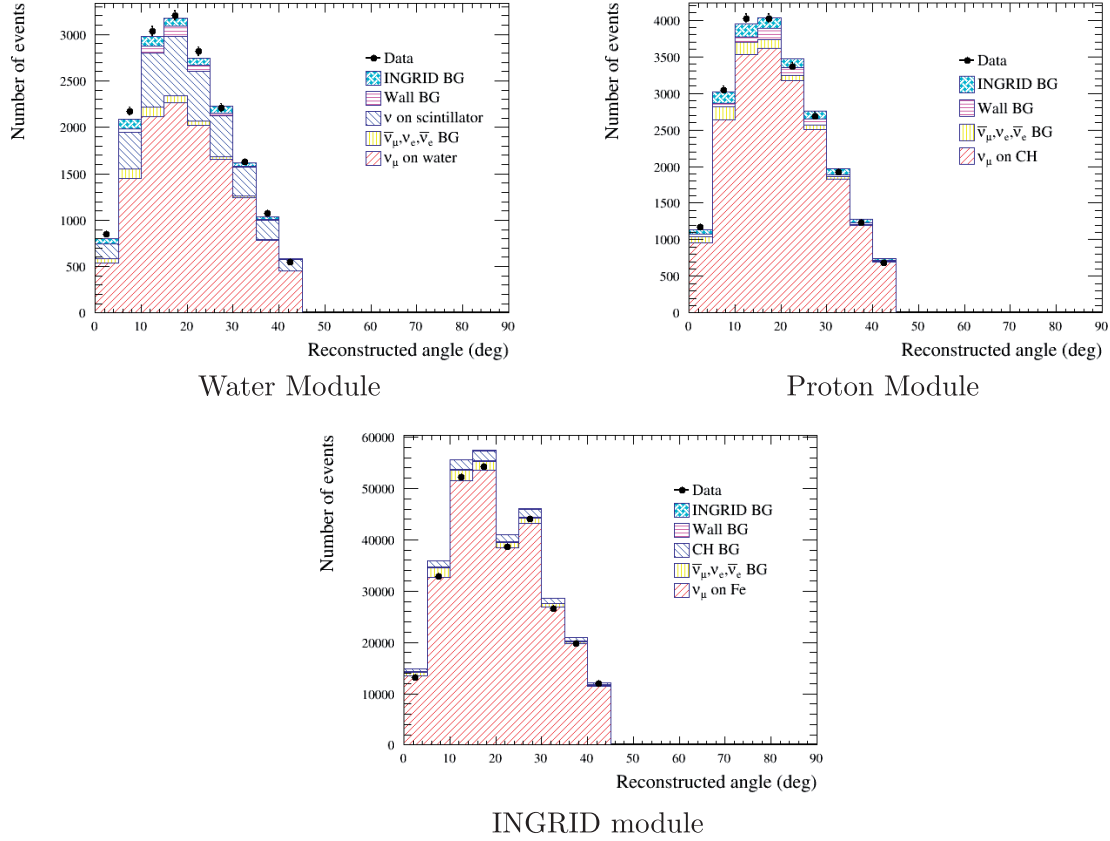 Number of events
3000
2500
2000
1500
1000
500
0
0 10 20 30 40 50 60 70 80 90
Reconstructed angle (deg)
Data
INGRID BG
Wall BG
ν on scintillator
ν̅μ,νe,ν̅e BG
νμ on water
Water Module
Number of events
4000
3500
3000
2500
2000
1500
1000
500
0
0 10 20 30 40 50 60 70 80 90
Reconstructed angle (deg)
Data
INGRID BG
Wall BG
ν̅μ,νe,ν̅e BG
νμ on CH
Proton Module
Number of events
60000
50000
40000
30000
20000
10000
0
0 10 20 30 40 50 60 70 80 90
Reconstructed angle (deg)
Data
INGRID BG
Wall BG
CH BG
ν̅μ,νe,ν̅e BG
νμ on Fe
INGRID module